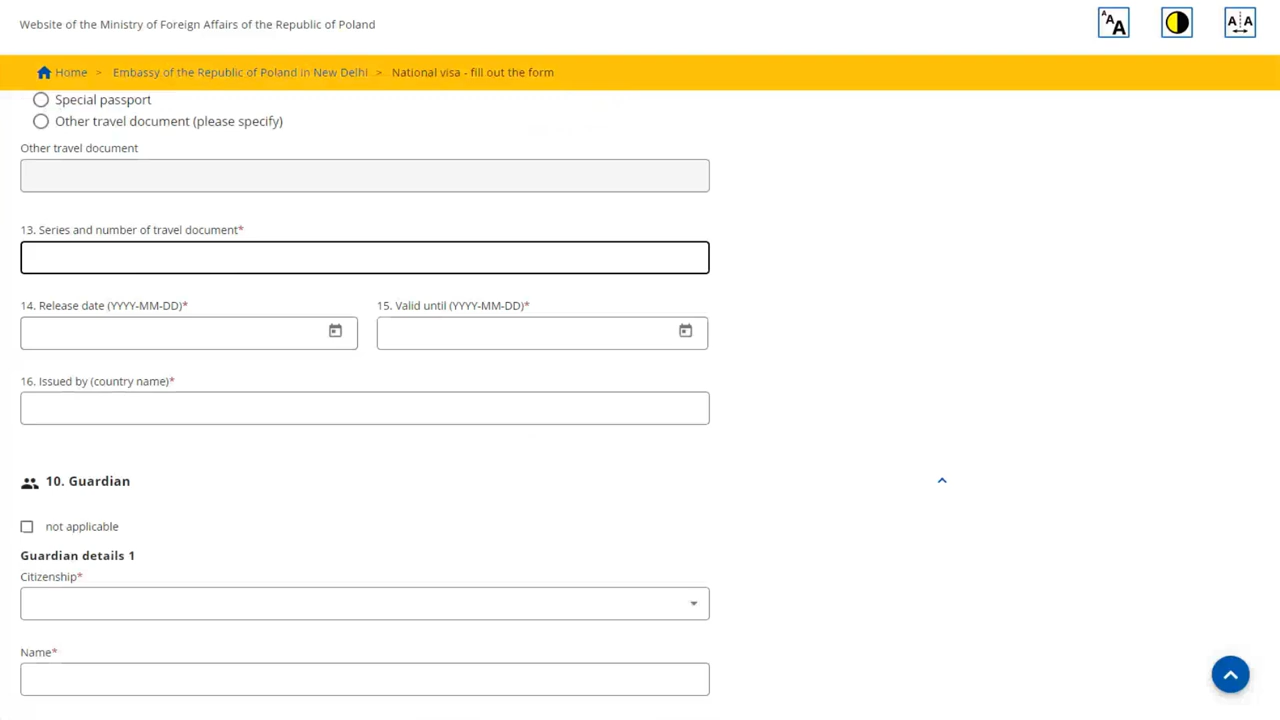 Website of the Ministry of Foreign Affairs of the Republic of Poland
A A A
A A
Home > Embassy of the Republic of Poland in New Delhi > National visa - fill out the form
Special passport
Other travel document (please specify)
Other travel document
13. Series and number of travel document*
14. Release date (YYYY-MM-DD)* 15. Valid until (YYYY-MM-DD)*
16. Issued by (country name)*
10. Guardian
not applicable
Guardian details 1
Citizenship*
Name*